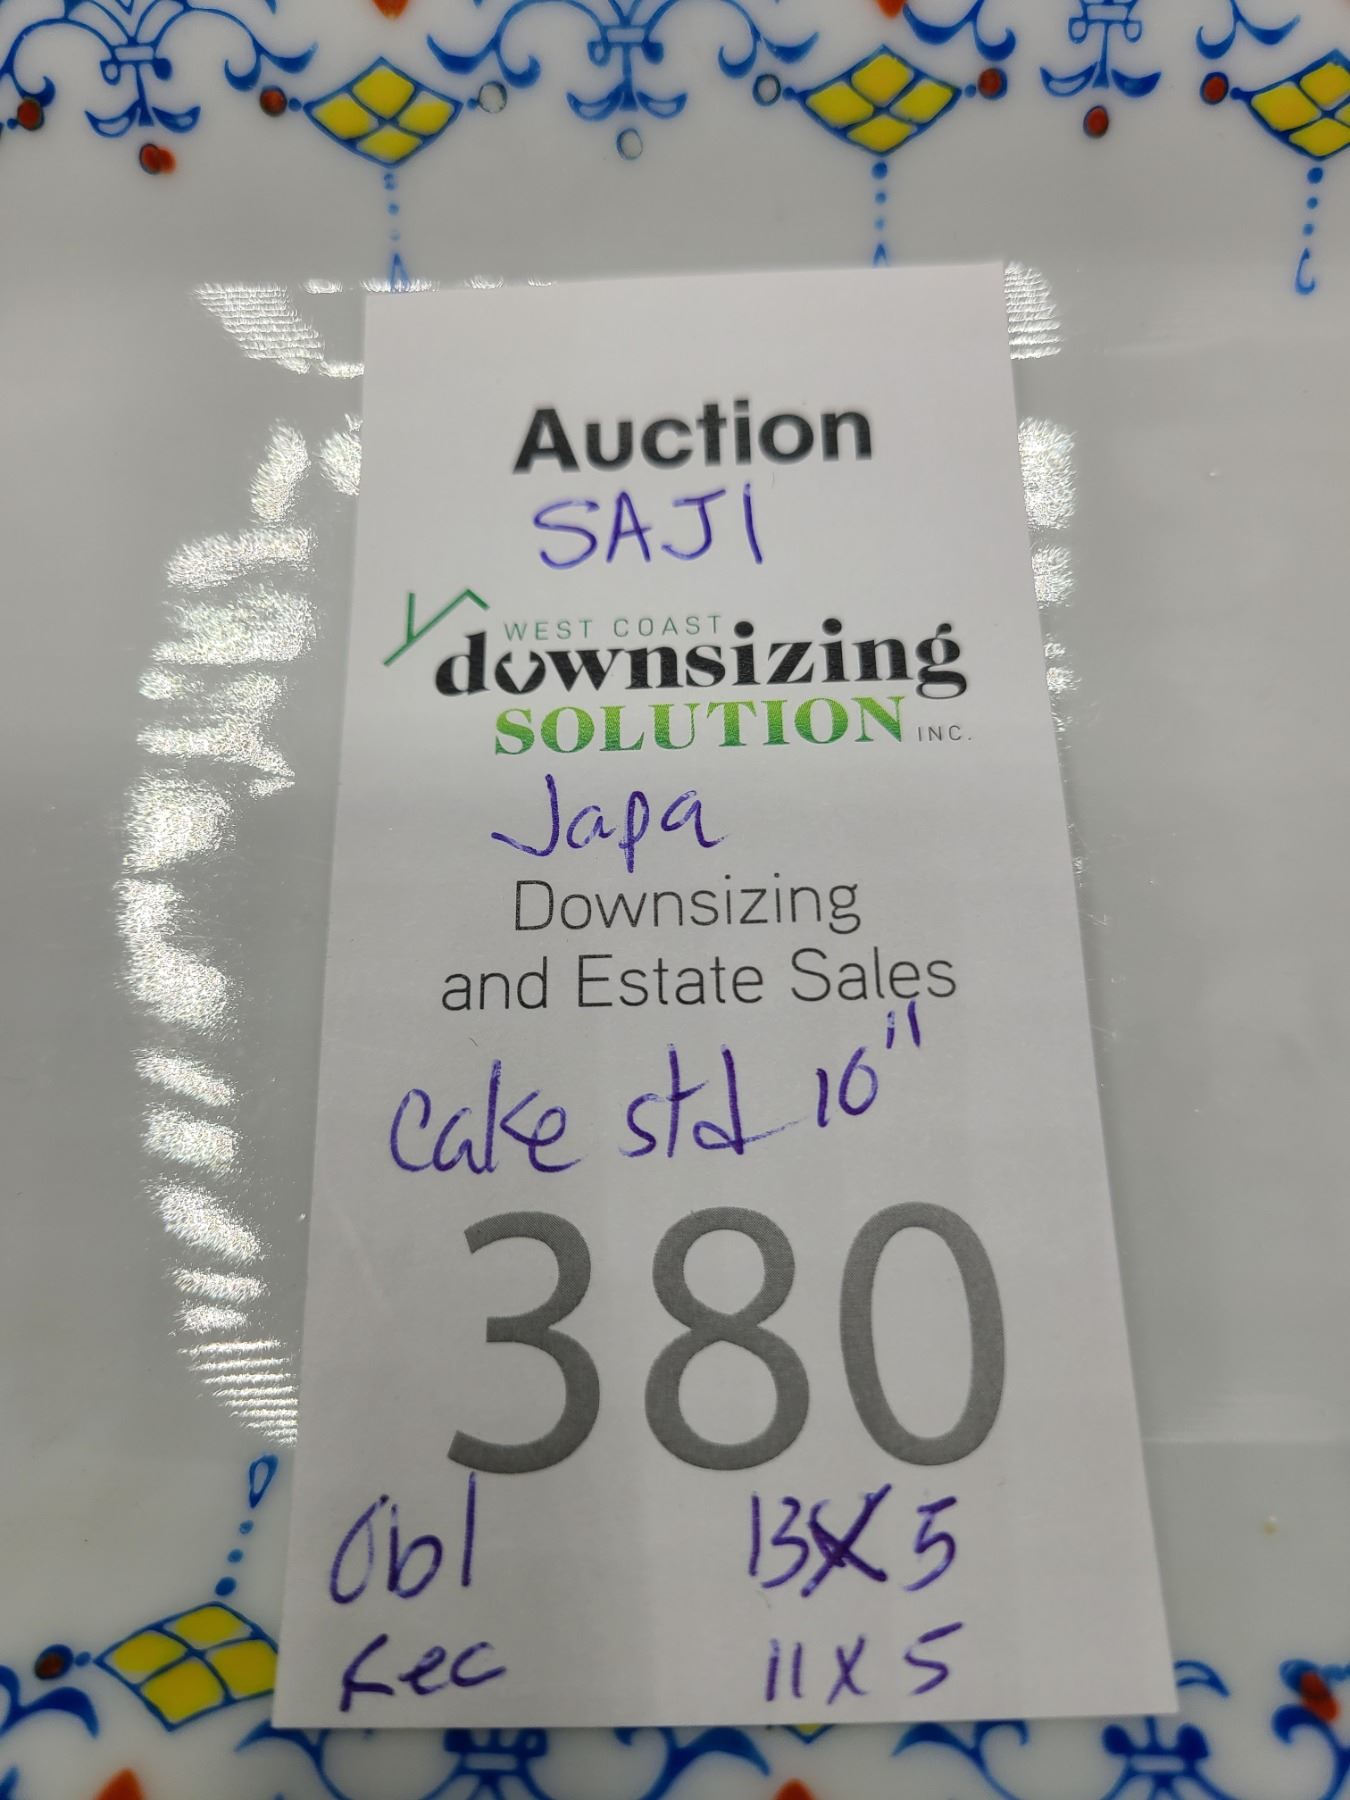 Auction
SAJI
WEST COAST
downsizing
SOLUTION INC.
Japa
Downsizing
and Estate Sales
Cake std 10"
380
Obl 13X5
Rec 11X5